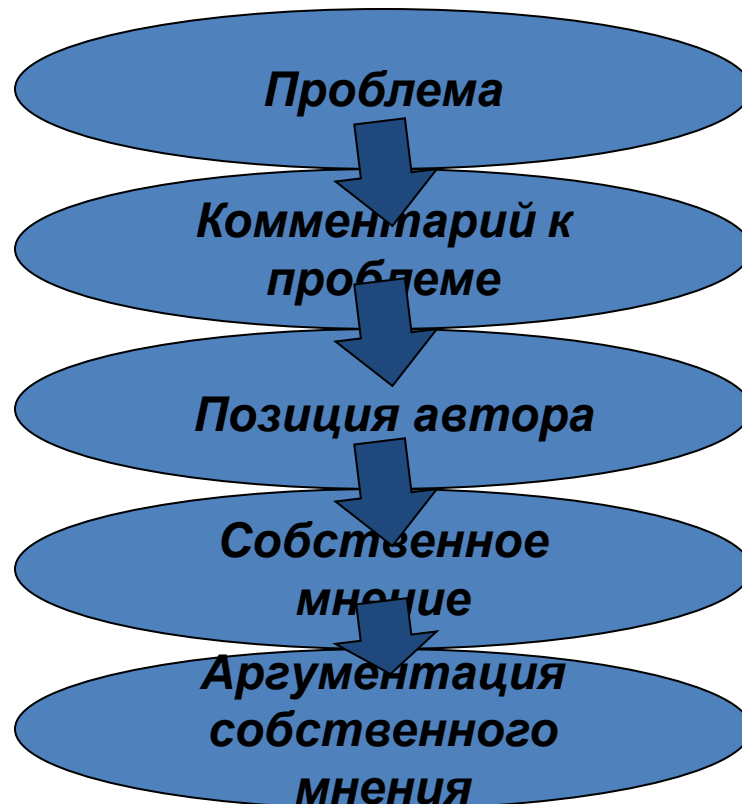 Проблема
Комментарий к
проблеме
Позиция автора
Собственное
мнение
Аргументация
собственного
мнения